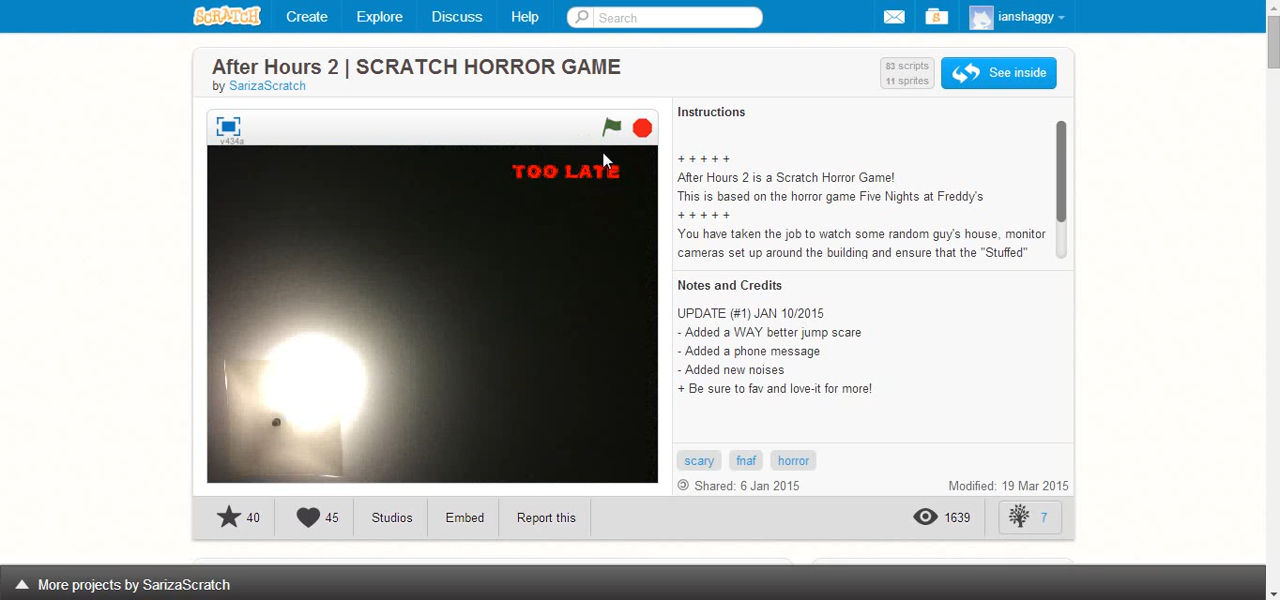 SCRATCH Create Explore Discuss Help Search ianshaggy
After Hours 2 | SCRATCH HORROR GAME
by SarizaScratch
83 scripts
11 sprites
See inside
v434a
TOO LATE
Instructions
+ + + + +
After Hours 2 is a Scratch Horror Game!
This is based on the horror game Five Nights at Freddy's
+ + + + +
You have taken the job to watch some random guy's house, monitor
cameras set up around the building and ensure that the "Stuffed"
Notes and Credits
UPDATE (#1) JAN 10/2015
- Added a WAY better jump scare
- Added a phone message
- Added new noises
+ Be sure to fav and love-it for more!
scary fnaf horror
Shared: 6 Jan 2015 Modified: 19 Mar 2015
40 45 Studios Embed Report this 1639 7
More projects by SarizaScratch